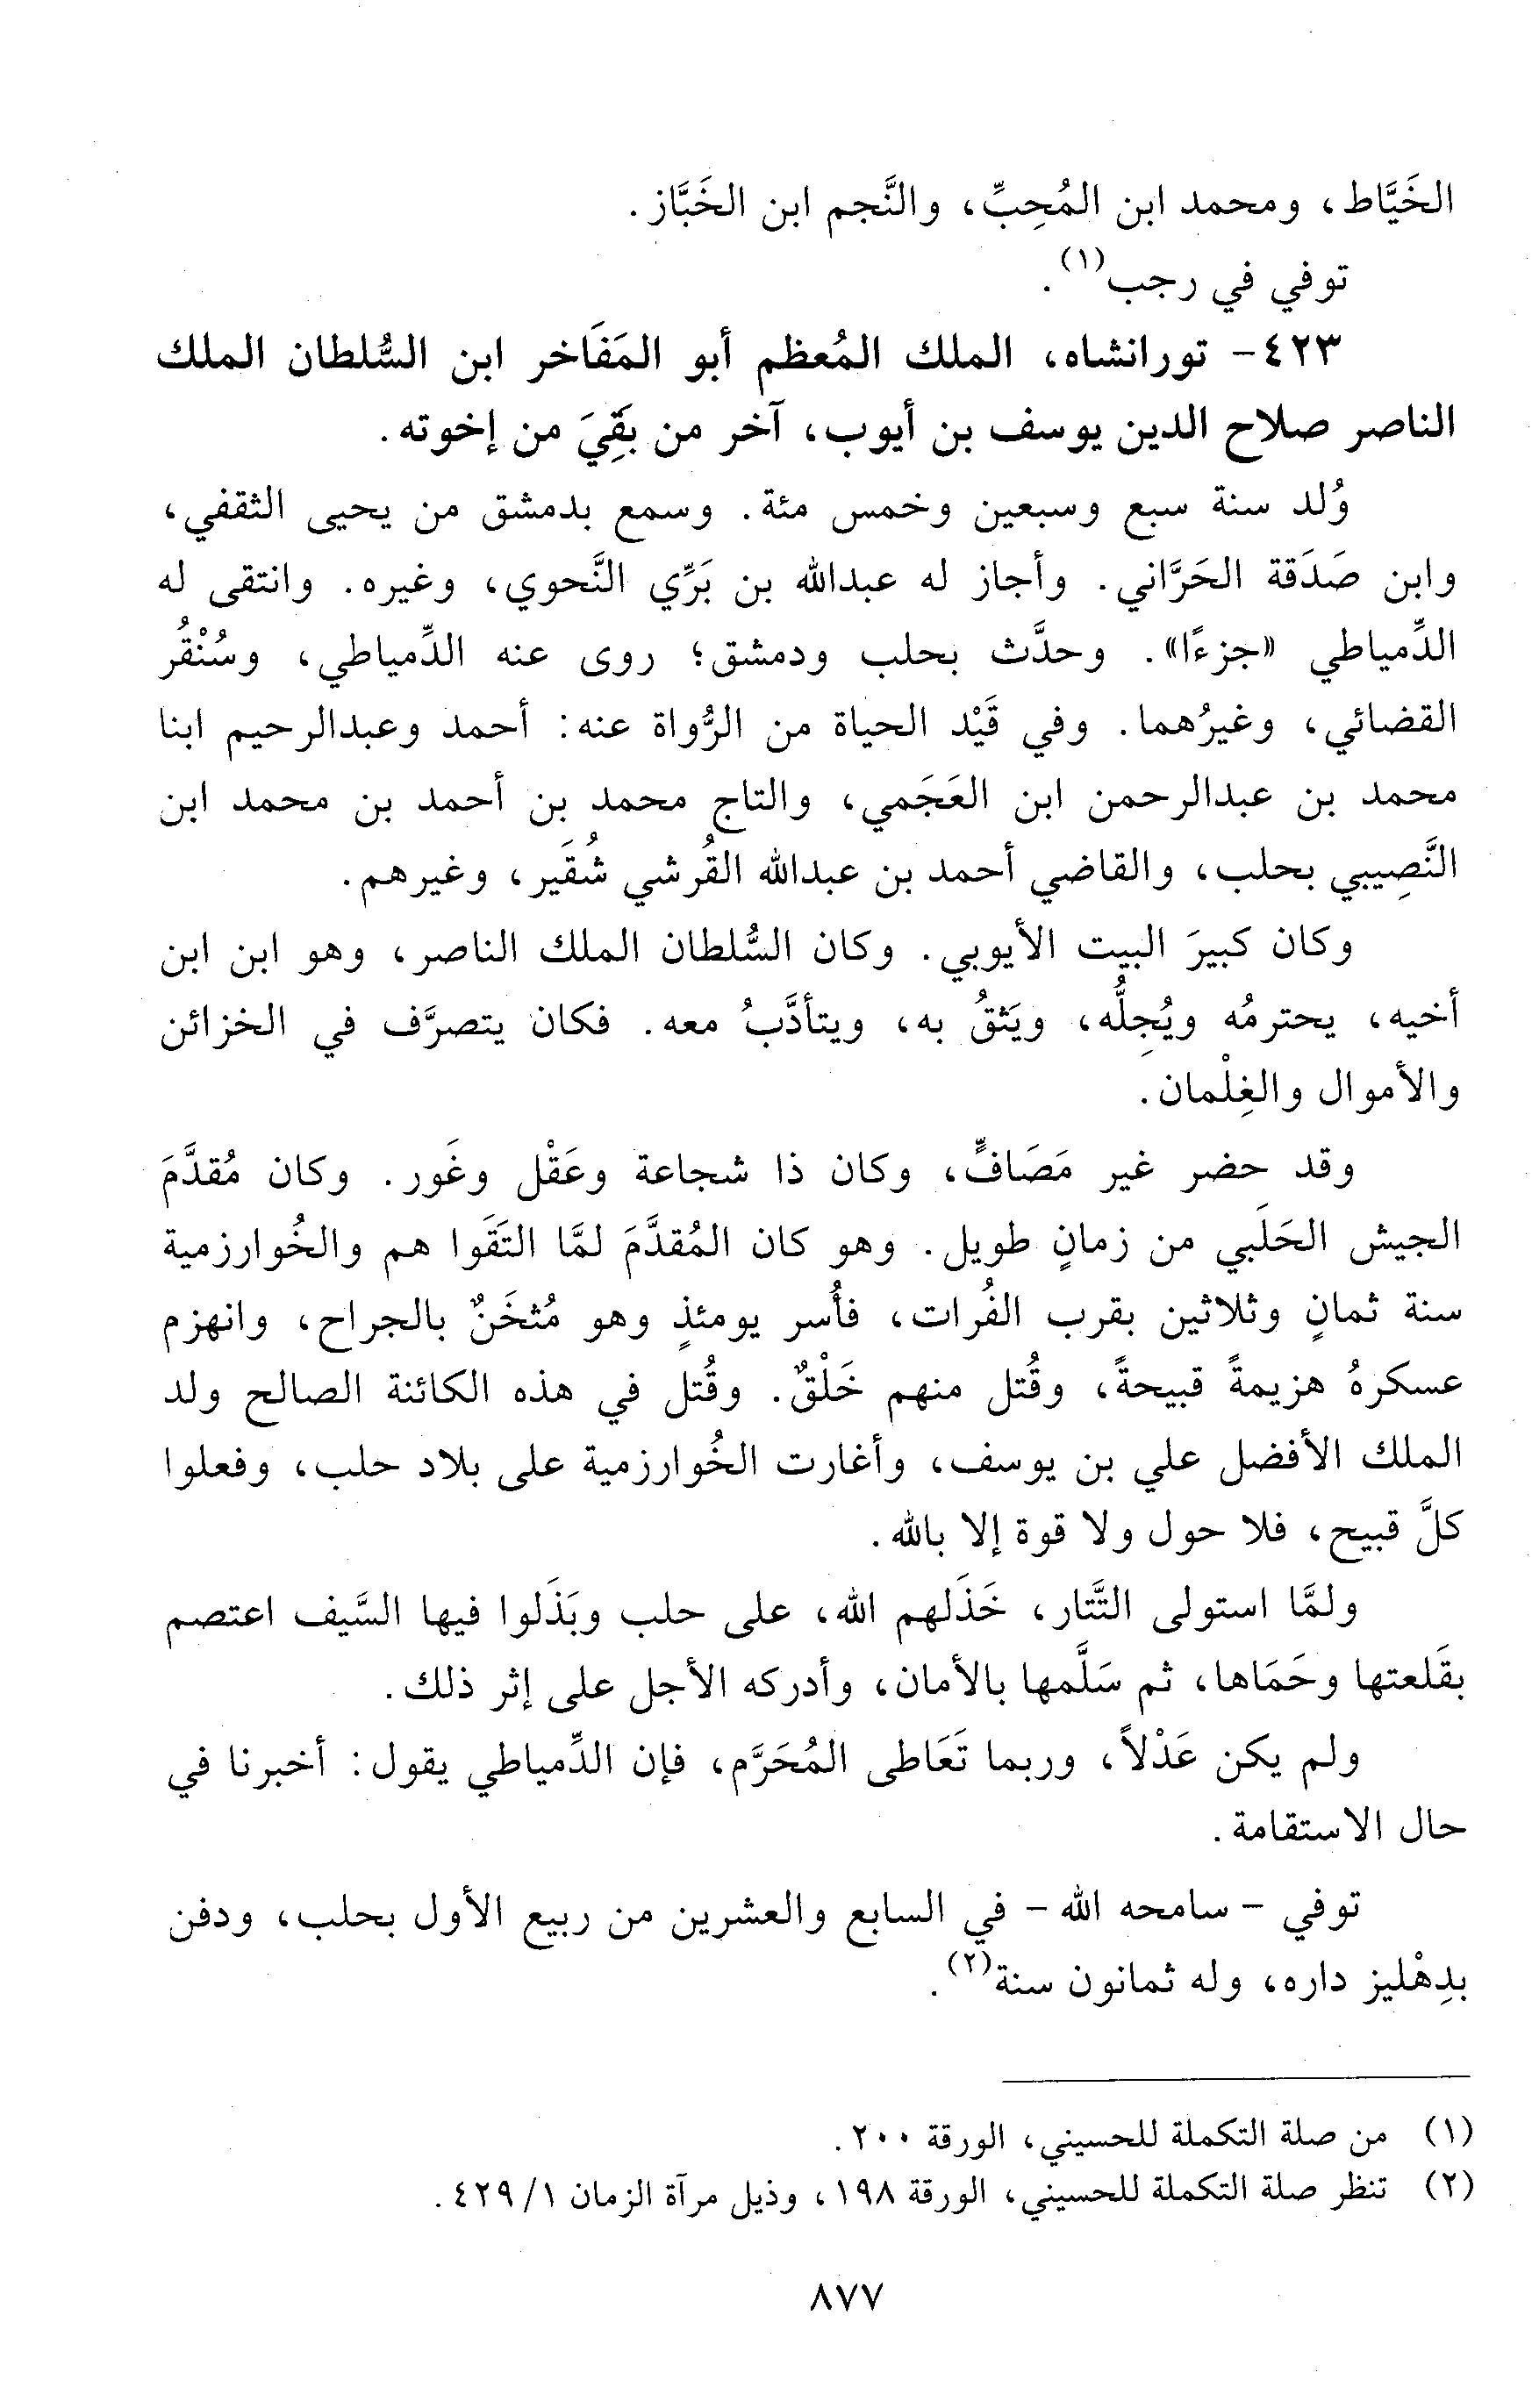 الخَيَّاط، ومحمد ابن المُحِبِّ، والنَّجم ابن الخَبَّاز.
توفي في رجب(١).
٤٢٣- تورانشاه، الملك المُعظم أبو المَفَاخر ابن السُّلطان الملك
الناصر صلاح الدين يوسف بن أيوب، آخر من بَقِيَ من إخوته.
وُلد سنة سبع وسبعين وخمس مئة. وسمع بدمشق من يحيى الثقفي،
وابن صَدَقة الحَرَّاني. وأجاز له عبدالله بن بَرِّي النَّحوي، وغيره. وانتقى له
الدِّمياطي «جزءًا». وحدَّث بحلب ودمشق؛ روى عنه الدِّمياطي، وسُنْقُر
القضائي، وغيرُهما. وفي قَيْد الحياة من الرُّواة عنه: أحمد وعبدالرحيم ابنا
محمد بن عبدالرحمن ابن العَجَمي، والتاج محمد بن أحمد بن محمد ابن
النَّصِيبي بحلب، والقاضي أحمد بن عبدالله القُرشي شُقَير، وغيرهم.
وكان كبيرَ البيت الأيوبي. وكان السُّلطان الملك الناصر، وهو ابن ابن
أخيه، يحترمُه ويُجِلُّه، ويَثقُ به، ويتأدَّبُ معه. فكان يتصرَّف في الخزائن
والأموال والغِلْمان.
وقد حضر غير مَصَافٍّ، وكان ذا شجاعة وعَقْل وغَور. وكان مُقدَّمَ
الجيش الحَلَبي من زمانٍ طويل. وهو كان المُقدَّمَ لمَّا التَقَوا هم والخُوارزمية
سنة ثمانٍ وثلاثين بقرب الفُرات، فأُسر يومئذٍ وهو مُثخَنٌ بالجراح، وانهزم
عسكرهُ هزيمةً قبيحةً، وقُتل منهم خَلْقٌ. وقُتل في هذه الكائنة الصالح ولد
الملك الأفضل علي بن يوسف، وأغارت الخُوارزمية على بلاد حلب، وفعلوا
كلَّ قبيح، فلا حول ولا قوة إلا بالله.
ولمَّا استولى التَّتَار، خَذَلهم الله، على حلب وبَذَلوا فيها السَّيف اعتصم
بقَلعتها وحَمَاها، ثم سَلَّمها بالأمان، وأدركه الأجل على إثر ذلك.
ولم يكن عَدْلاً، وربما تَعَاطى المُحَرَّم، فإن الدِّمياطي يقول: أخبرنا في
حال الاستقامة.
توفي - سامحه الله - في السابع والعشرين من ربيع الأول بحلب، ودفن
بدِهْليز داره، وله ثمانون سنة(٢).
(١) من صلة التكملة للحسيني، الورقة ٢٠٠.
(٢) تنظر صلة التكملة للحسيني، الورقة ١٩٨، وذيل مرآة الزمان ١/ ٤٢٩.
٨٧٧